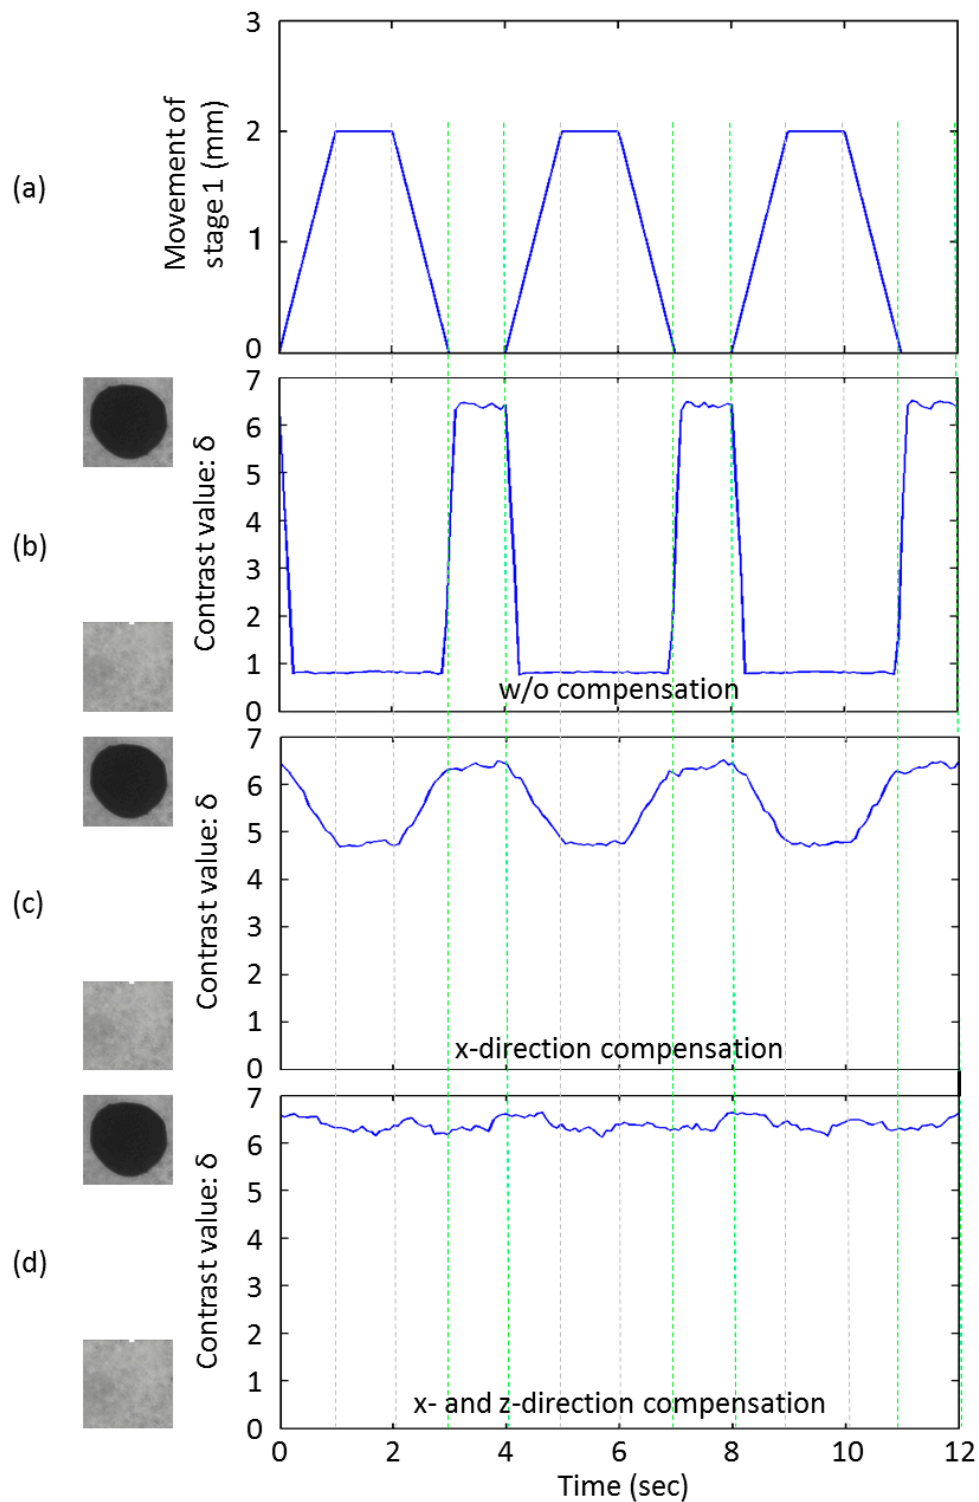 (a)
Movement of
stage 1 (mm)
3
2
1
0
(b)
Contrast value: δ
7
6
5
4
3
2
1
0
w/o compensation
(c)
Contrast value: δ
7
6
5
4
3
2
1
0
x-direction compensation
(d)
Contrast value: δ
7
6
5
4
3
2
1
0
x- and z-direction compensation
0 2 4 6 8 10 12
Time (sec)